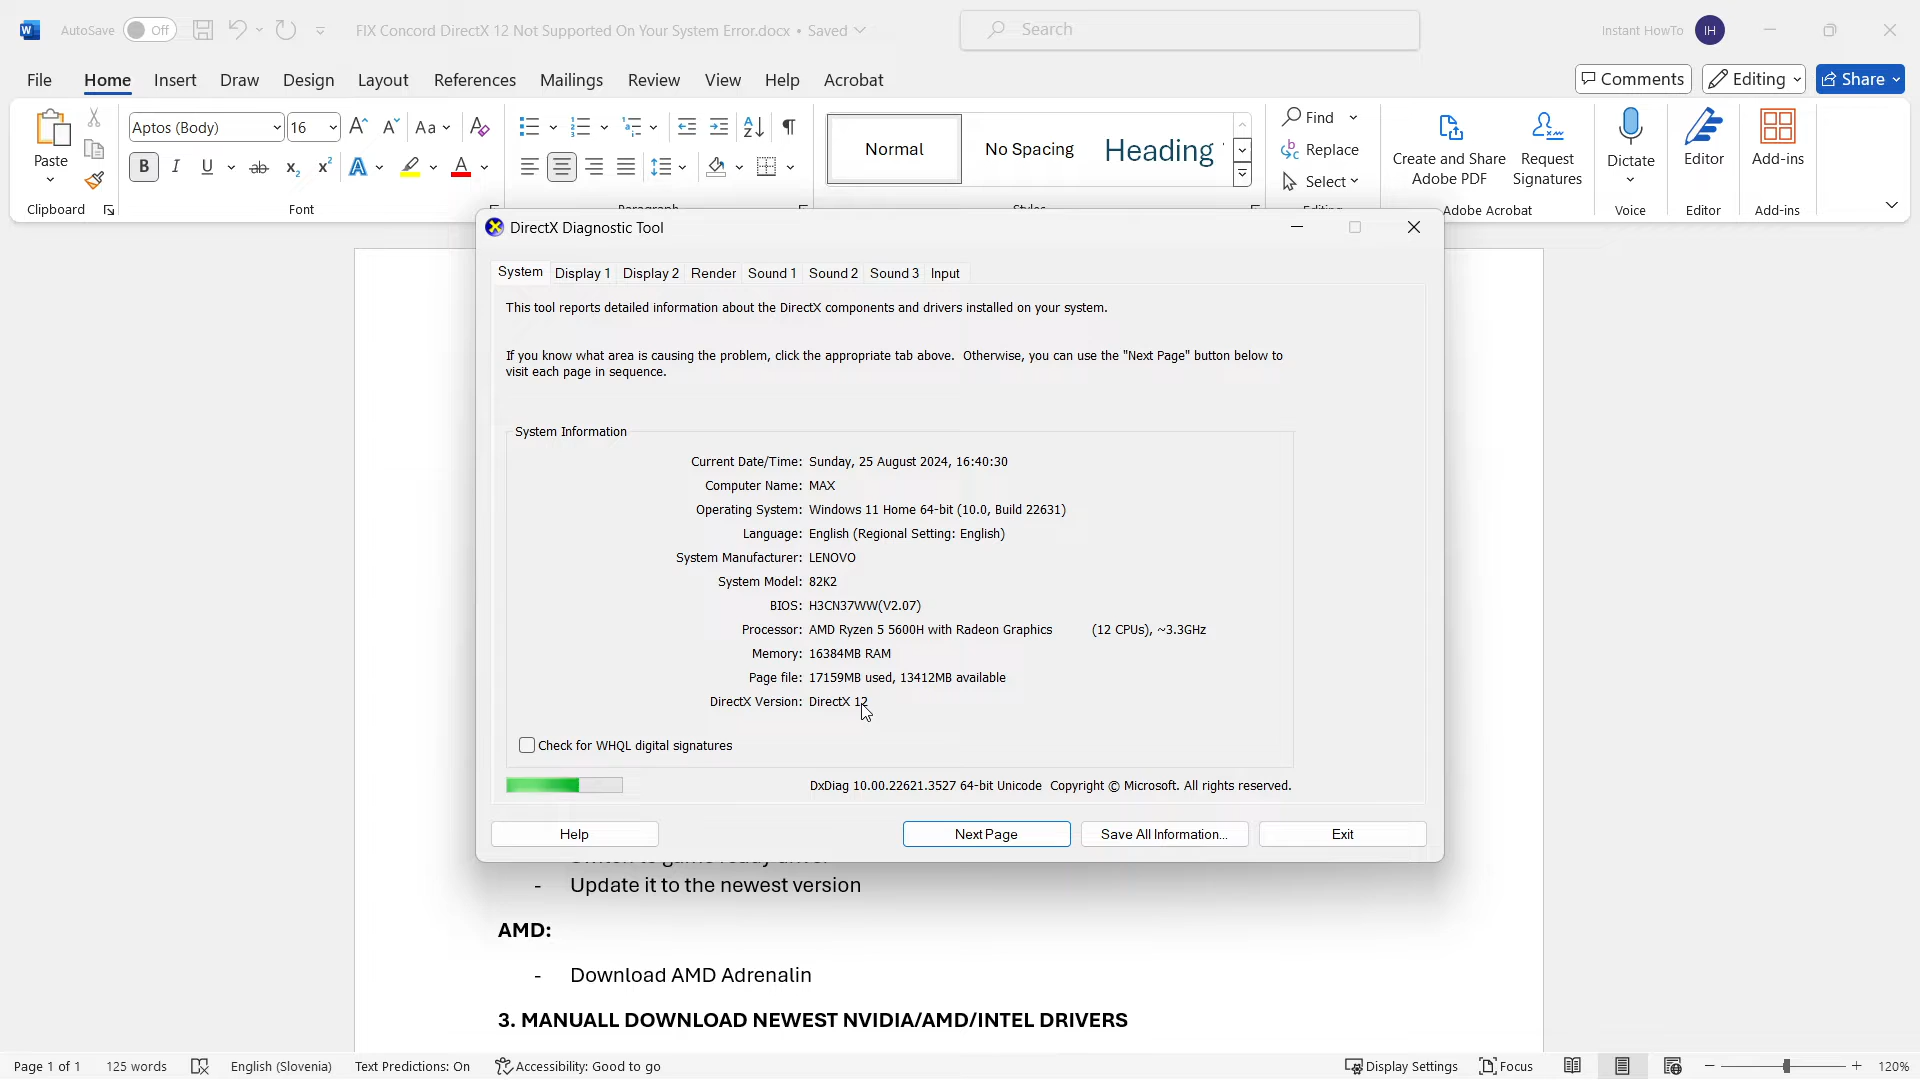 AutoSave Off FIX Concord DirectX 12 Not Supported On Your System Error.docx • Saved Search Instant HowTo IH
File Home Insert Draw Design Layout References Mailings Review View Help Acrobat Comments Editing Share
Paste
Clipboard
Aptos (Body) 16
Font
Normal No Spacing Heading
Find
Replace
Select
Create and Share Adobe PDF
Request Signatures
Adobe Acrobat
Dictate
Voice
Editor
Editor
Add-ins
Add-ins
DirectX Diagnostic Tool
System Display 1 Display 2 Render Sound 1 Sound 2 Sound 3 Input
This tool reports detailed information about the DirectX components and drivers installed on your system.
If you know what area is causing the problem, click the appropriate tab above. Otherwise, you can use the "Next Page" button below to
visit each page in sequence.
System Information
Current Date/Time: Sunday, 25 August 2024, 16:40:30
Computer Name: MAX
Operating System: Windows 11 Home 64-bit (10.0, Build 22631)
Language: English (Regional Setting: English)
System Manufacturer: LENOVO
System Model: 82K2
BIOS: H3CN37WW(V2.07)
Processor: AMD Ryzen 5 5600H with Radeon Graphics (12 CPUs), ~3.3GHz
Memory: 16384MB RAM
Page file: 17159MB used, 13412MB available
DirectX Version: DirectX 12
Check for WHQL digital signatures
DxDiag 10.00.22621.3527 64-bit Unicode Copyright © Microsoft. All rights reserved.
Help Next Page Save All Information... Exit
- Update it to the newest version
AMD:
- Download AMD Adrenalin
3. MANUALL DOWNLOAD NEWEST NVIDIA/AMD/INTEL DRIVERS
Page 1 of 1 125 words English (Slovenia) Text Predictions: On Accessibility: Good to go Display Settings Focus 120%